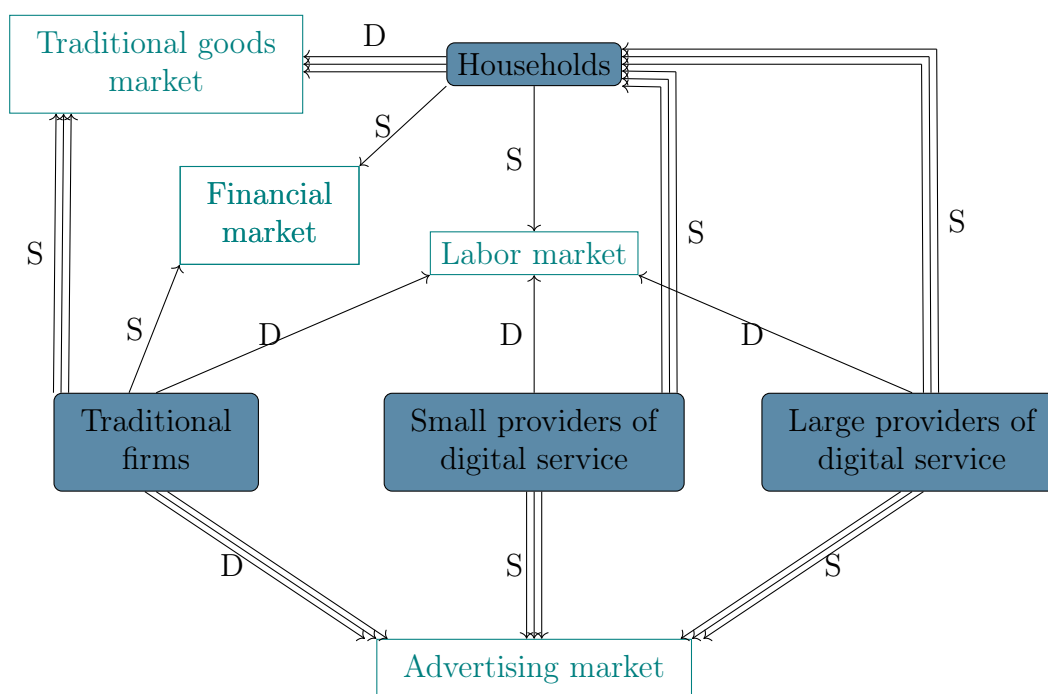 Traditional goods
market
D
Households
S
Financial
market
S
Labor market
S
S
S
S
D
D
D
Traditional
firms
Small providers of
digital service
Large providers of
digital service
D
S
S
Advertising market